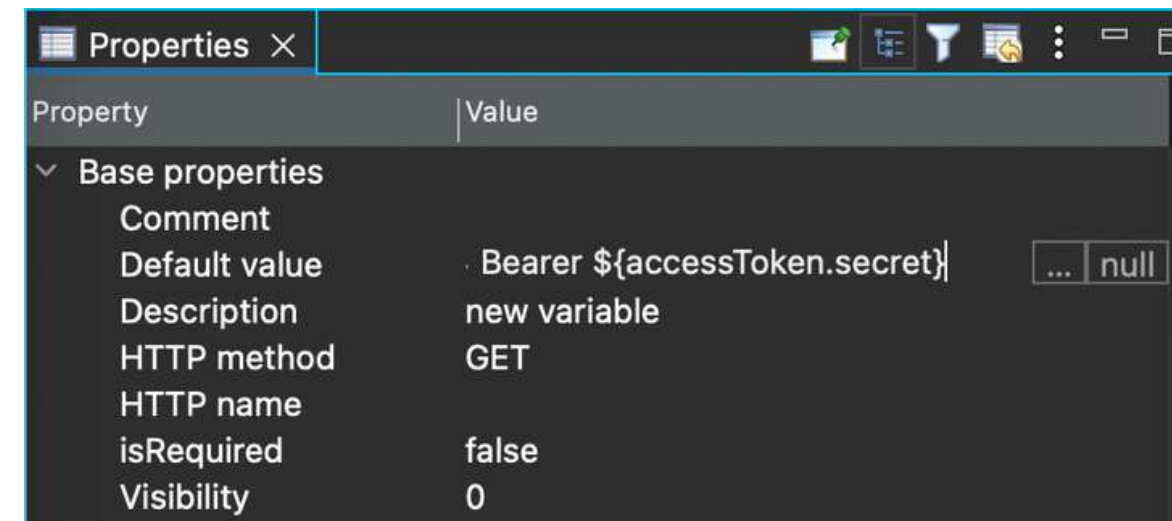 Properties
Property Value
Base properties
Comment
Default value Bearer ${accessToken.secret} ... null
Description new variable
HTTP method GET
HTTP name
isRequired false
Visibility 0